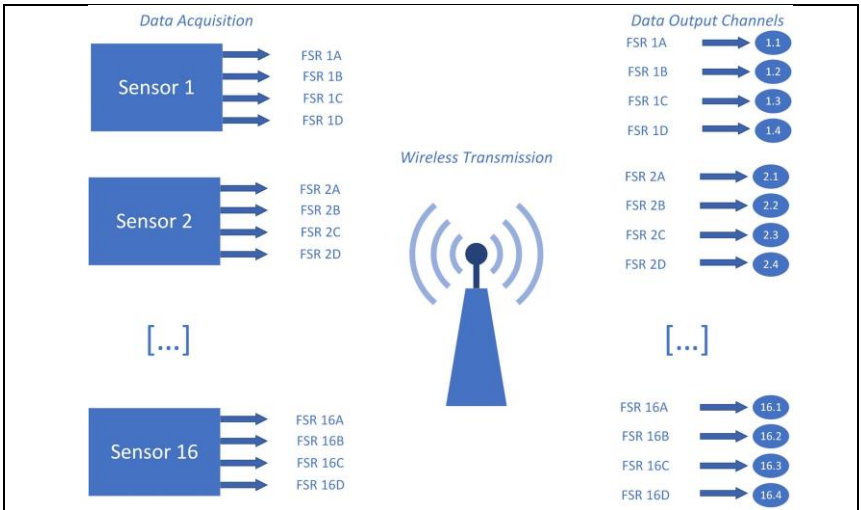 Data Acquisition
Sensor 1
FSR 1A
FSR 1B
FSR 1C
FSR 1D
Sensor 2
FSR 2A
FSR 2B
FSR 2C
FSR 2D
[...]
Sensor 16
FSR 16A
FSR 16B
FSR 16C
FSR 16D
Wireless Transmission
Data Output Channels
FSR 1A 1.1
FSR 1B 1.2
FSR 1C 1.3
FSR 1D 1.4
FSR 2A 2.1
FSR 2B 2.2
FSR 2C 2.3
FSR 2D 2.4
[...]
FSR 16A 16.1
FSR 16B 16.2
FSR 16C 16.3
FSR 16D 16.4